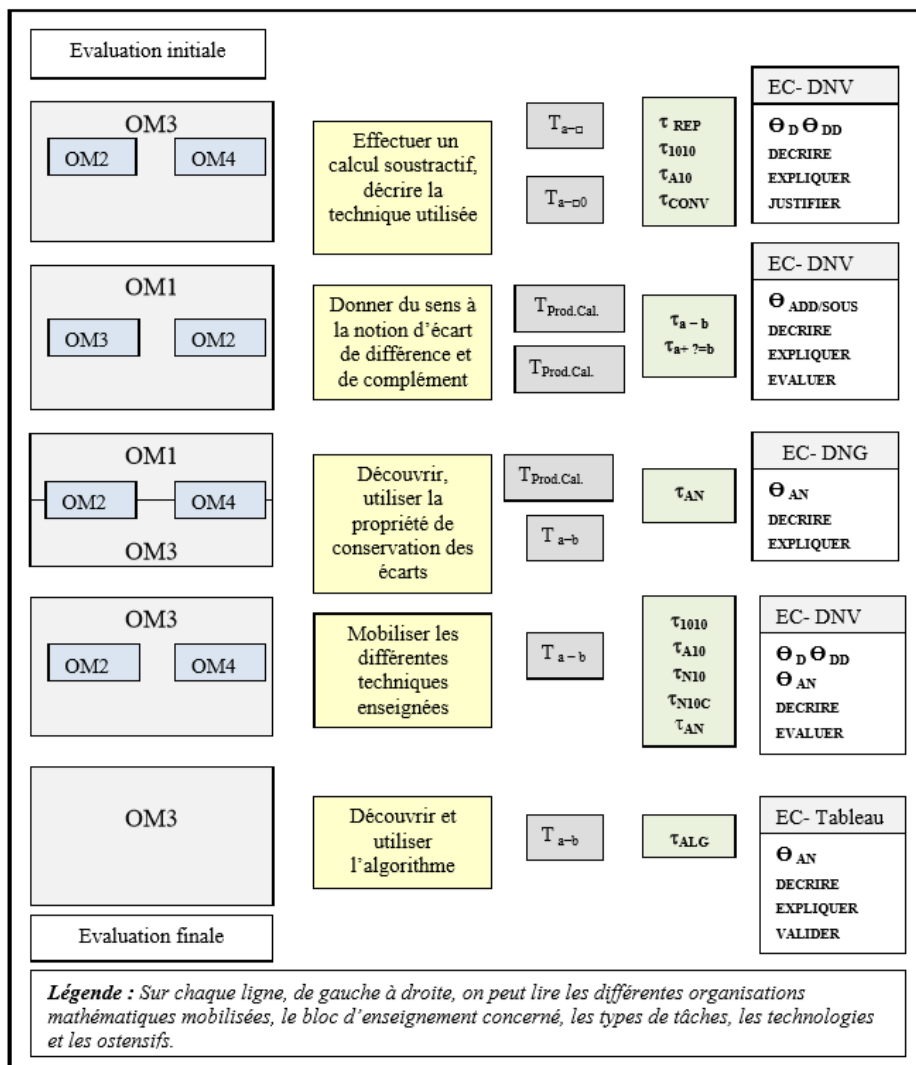 Evaluation initiale
OM3
OM2 OM4
Effectuer un
calcul soustractif,
décrire la
technique utilisée
T a-□
T a-□0
τ REP
τ1010
τA10
τCONV
EC- DNV
Θ D Θ DD
DECRIRE
EXPLIQUER
JUSTIFIER
OM1
OM3 OM2
Donner du sens à
la notion d'écart
de différence et
de complément
T Prod.Cal.
T Prod.Cal.
τ a – b
τ a+ ?=b
EC- DNV
Θ ADD/SOUS
DECRIRE
EXPLIQUER
EVALUER
OM1
OM2 OM4
OM3
Découvrir,
utiliser la
propriété de
conservation des
écarts
T Prod.Cal.
T a-b
τAN
EC- DNG
Θ AN
DECRIRE
EXPLIQUER
OM3
OM2 OM4
Mobiliser les
différentes
techniques
enseignées
T a – b
τ1010
τA10
τN10
τN10C
τAN
EC- DNV
Θ D Θ DD
Θ AN
DECRIRE
EVALUER
OM3
Découvrir et
utiliser
l'algorithme
T a-b
τALG
EC- Tableau
Θ AN
DECRIRE
EXPLIQUER
VALIDER
Evaluation finale
Légende : Sur chaque ligne, de gauche à droite, on peut lire les différentes organisations
mathématiques mobilisées, le bloc d'enseignement concerné, les types de tâches, les technologies
et les ostensifs.